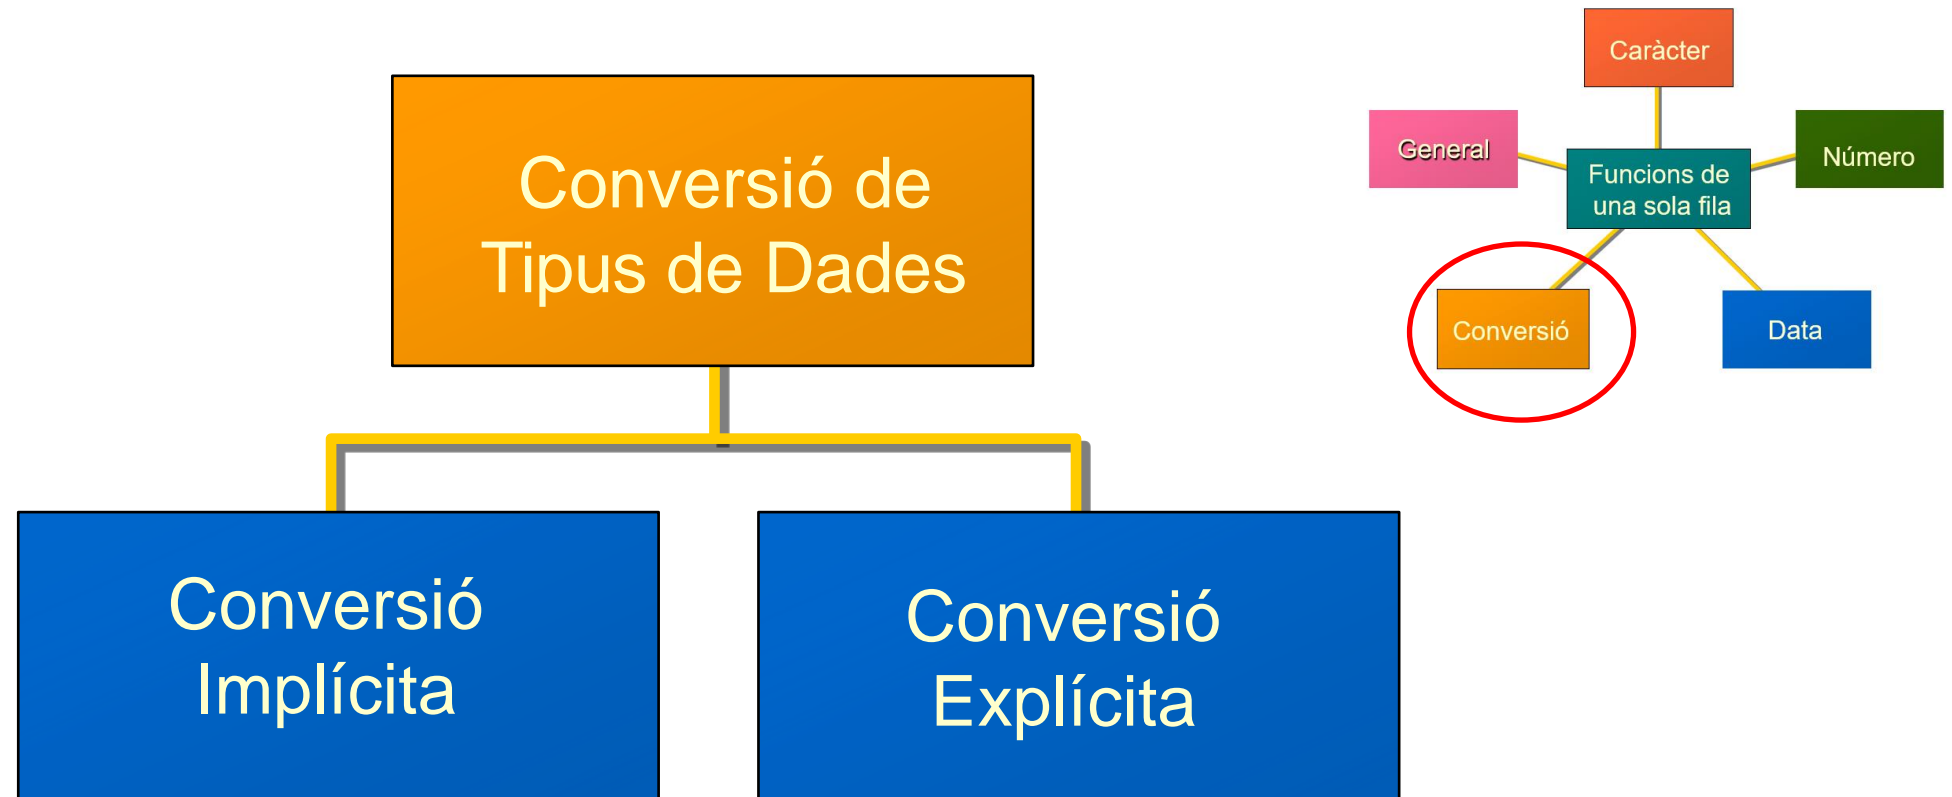 Conversió de
Tipus de Dades
Conversió
Implícita
Conversió
Explícita
Caràcter
General
Número
Funcions de
una sola fila
Conversió
Data